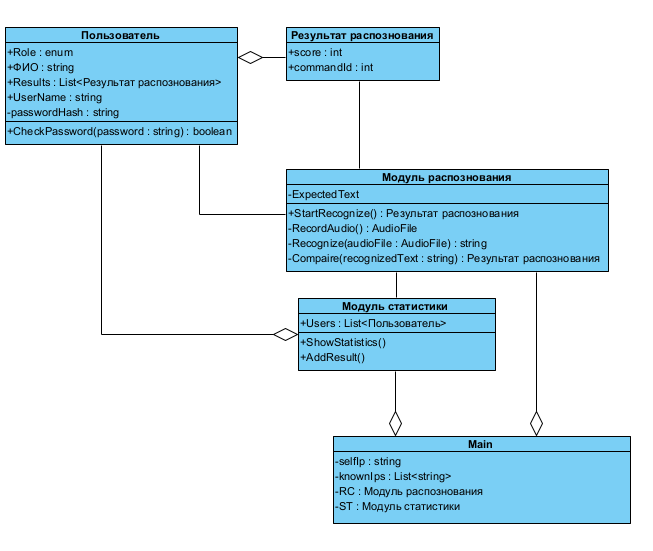 Пользователь
+Role : enum
+ФИО : string
+Results : List<Результат распознования>
+UserName : string
-passwordHash : string
+CheckPassword(password : string) : boolean
Результат распознования
+score : int
+commandId : int
Модуль распознования
-ExpectedText
+StartRecognize() : Результат распознования
-RecordAudio() : AudioFile
-Recognize(audioFile : AudioFile) : string
-Compaire(recognizedText : string) : Результат распознования
Модуль статистики
+Users : List<Пользователь>
+ShowStatistics()
+AddResult()
Main
-selfIp : string
-knownIps : List<string>
-RC : Модуль распознования
-ST : Модуль статистики